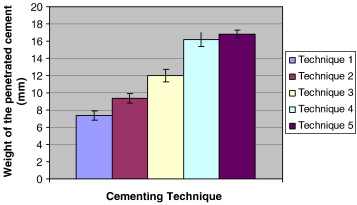 Weight of the penetrated cement
(mm)
20
18
16
14
12
10
8
6
4
2
0
Cementing Technique
Technique 1
Technique 2
Technique 3
Technique 4
Technique 5